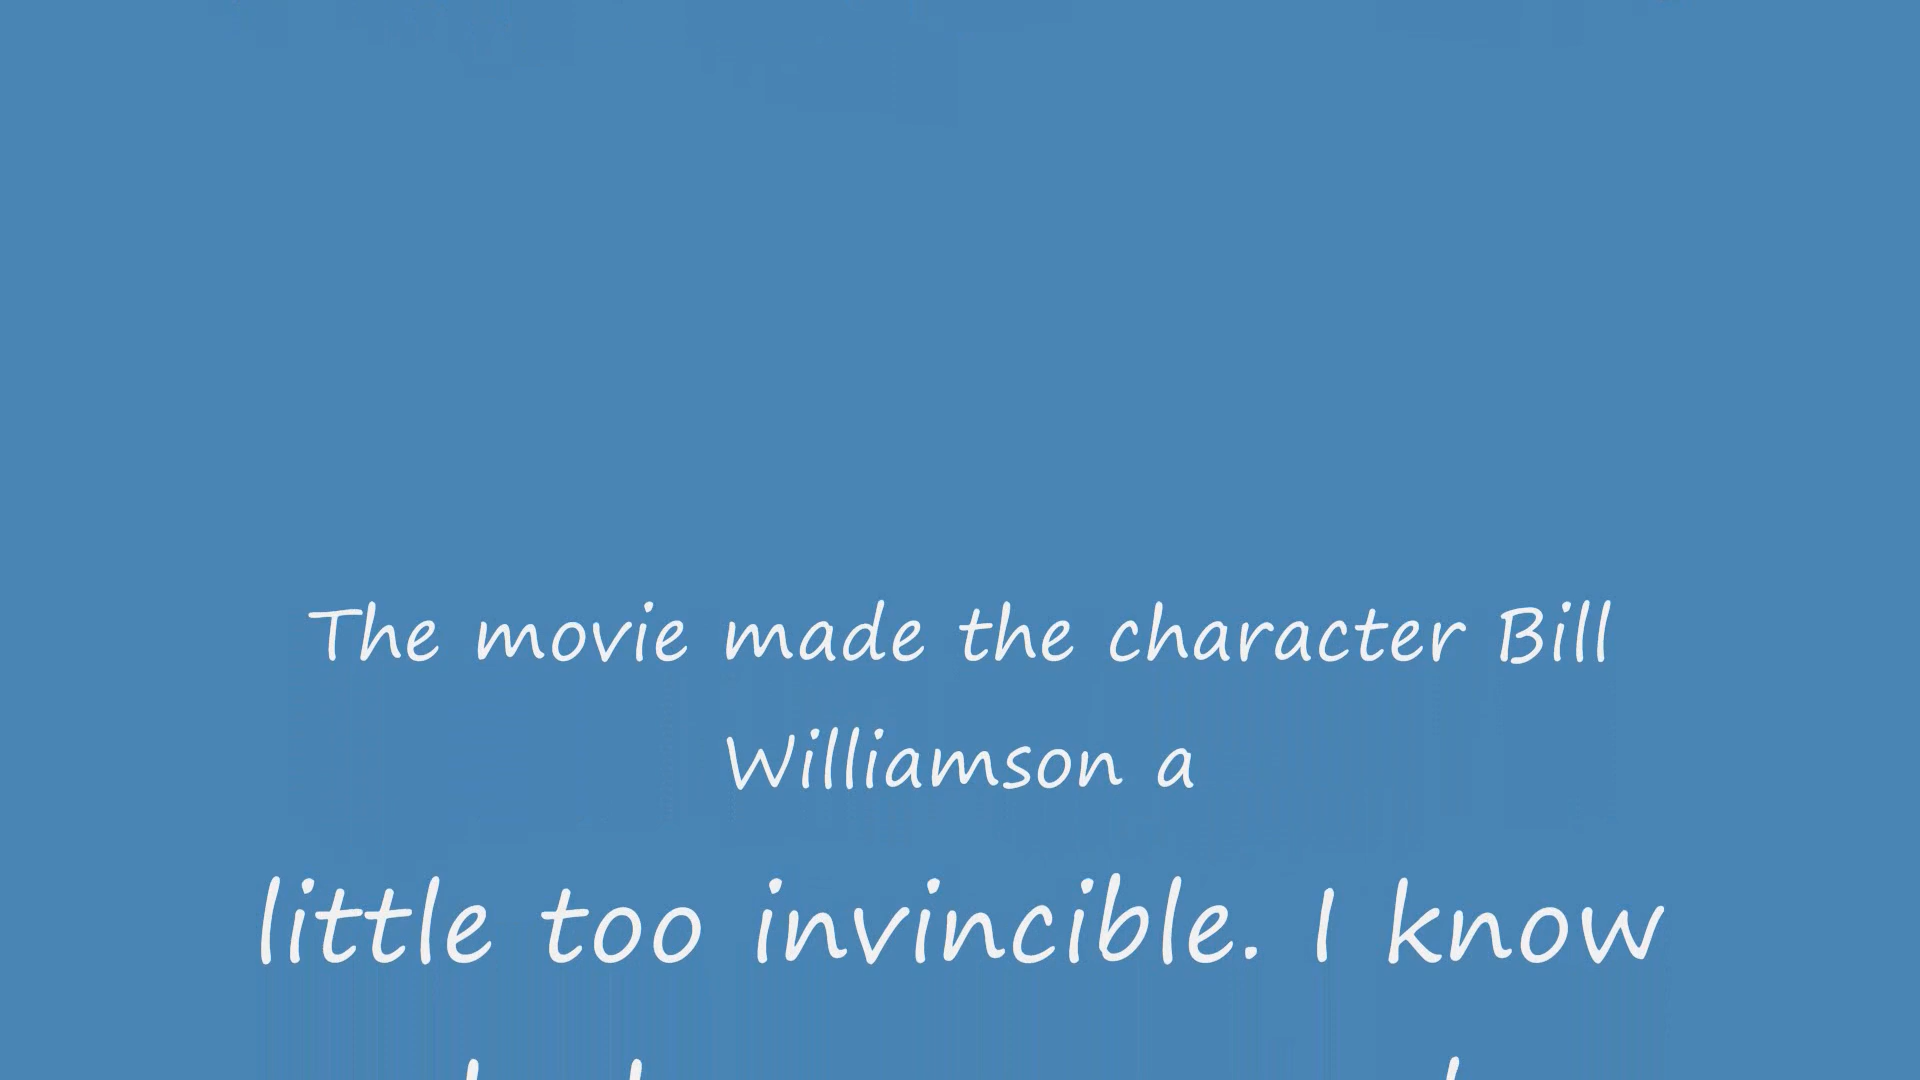 The movie made the character Bill
Williamson a
little too invincible. I know